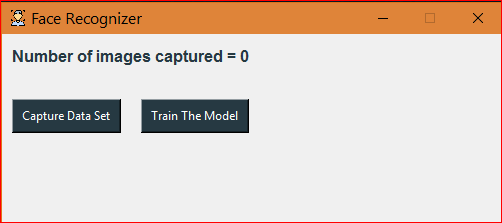 Face Recognizer
Number of images captured = 0
Capture Data Set
Train The Model